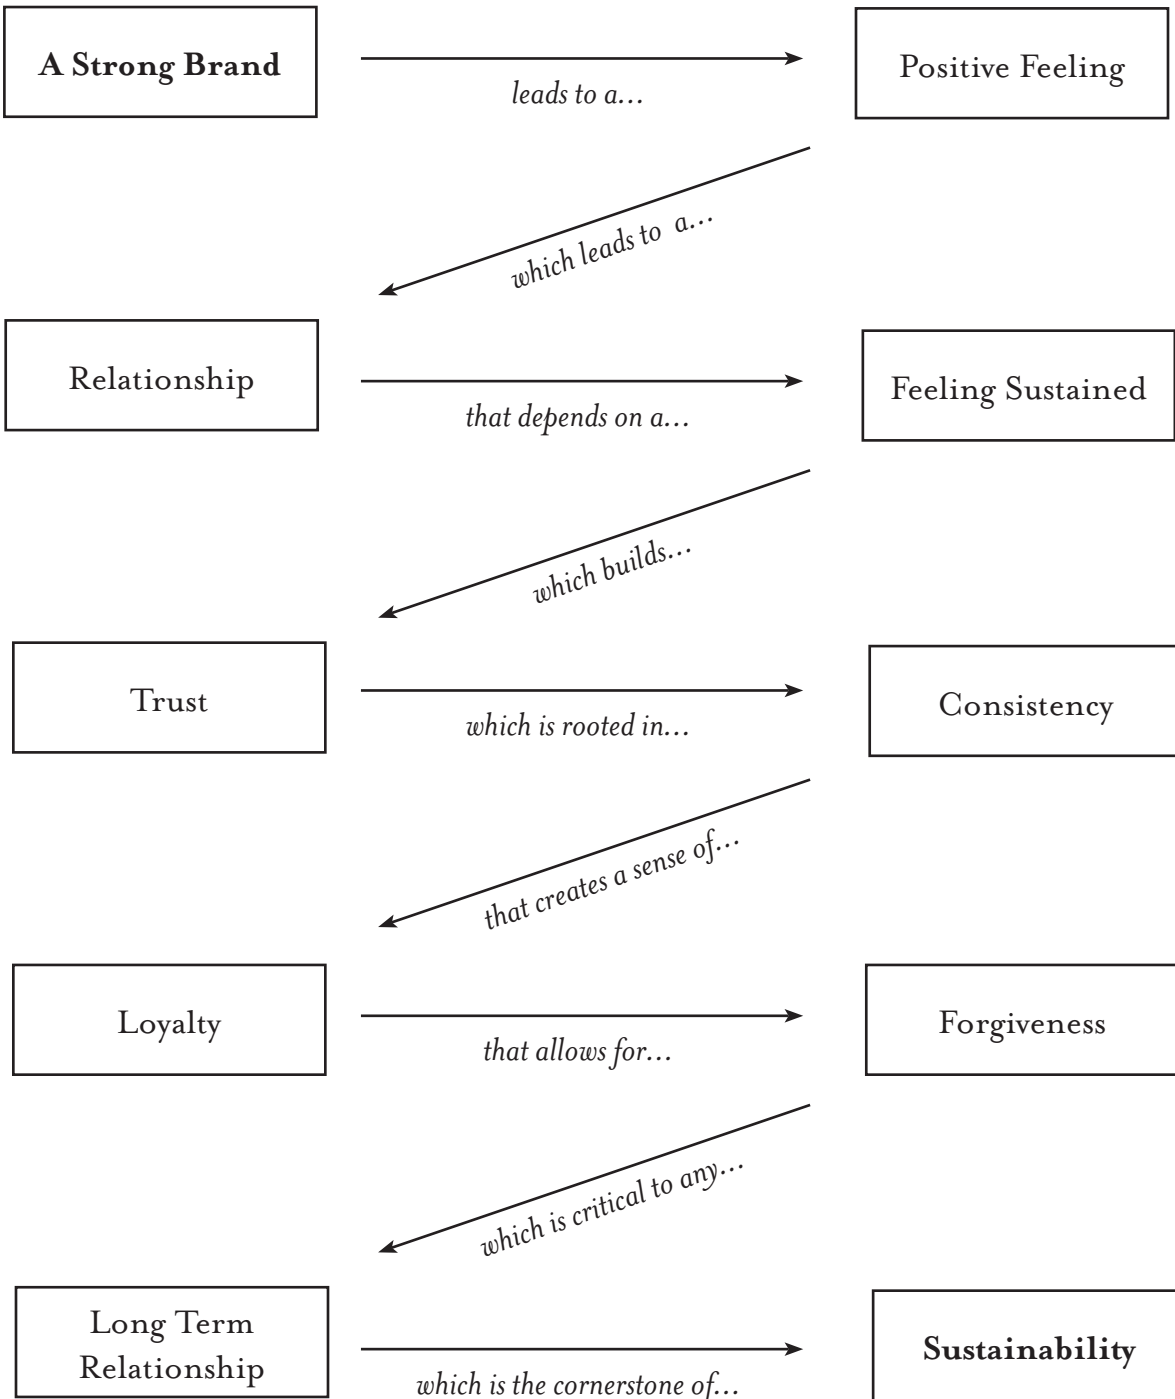 A Strong Brand
leads to a...
Positive Feeling
which leads to a...
Relationship
that depends on a...
Feeling Sustained
which builds...
Trust
which is rooted in...
Consistency
that creates a sense of...
Loyalty
that allows for...
Forgiveness
which is critical to any...
Long Term
Relationship
which is the cornerstone of...
Sustainability